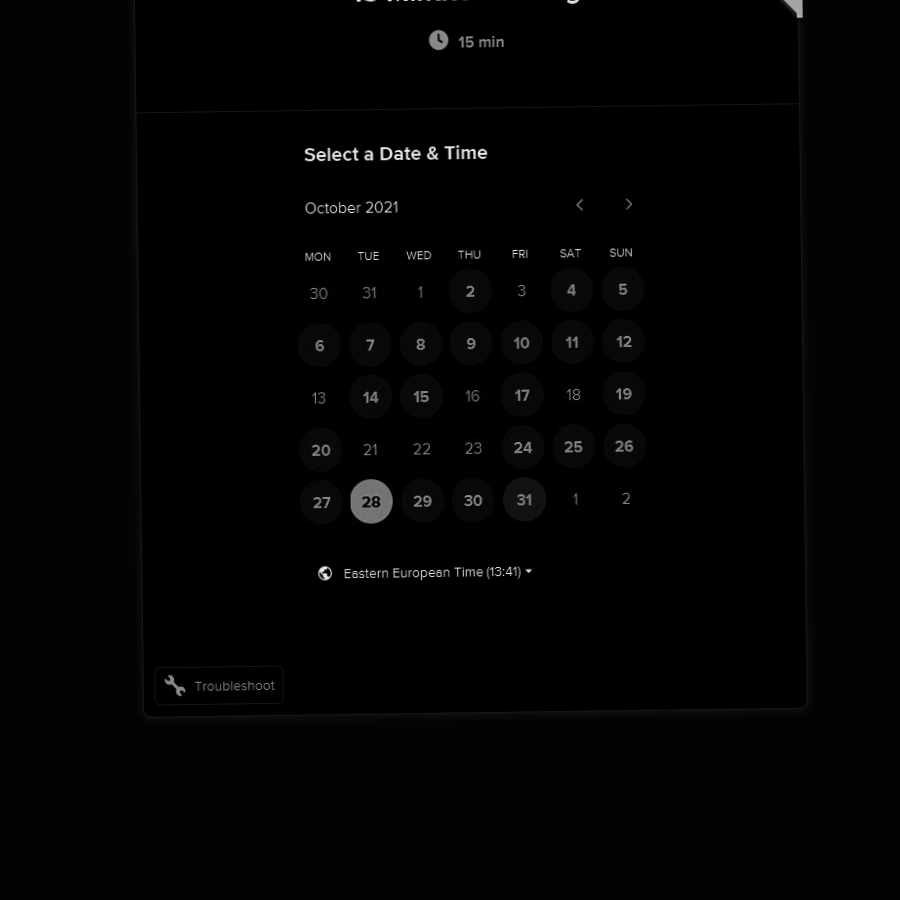 15 min
Select a Date & Time
October 2021
MON TUE WED THU FRI SAT SUN
30 31 1 2 3 4 5
6 7 8 9 10 11 12
13 14 15 16 17 18 19
20 21 22 23 24 25 26
27 28 29 30 31 1 2
Eastern European Time (13:41)
Troubleshoot